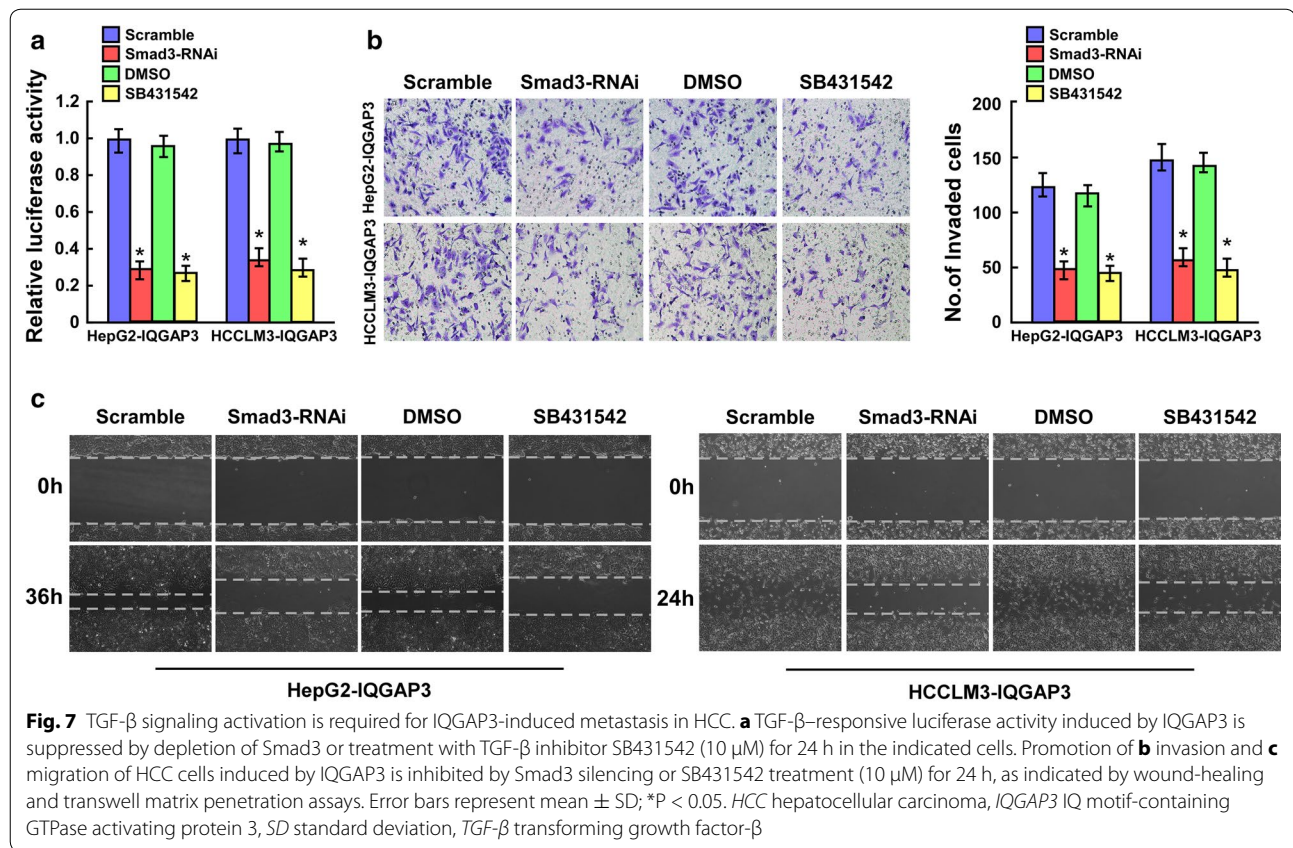 a
Scramble
Smad3-RNAi
DMSO
SB431542
Relative luciferase activity
1.2
1.0
0.8
0.6
0.4
0.2
0
* * * *
HepG2-IQGAP3 HCCLM3-IQGAP3
b
Scramble Smad3-RNAi DMSO SB431542
HepG2-IQGAP3
HCCLM3-IQGAP3
Scramble
Smad3-RNAi
DMSO
SB431542
No.of Invaded cells
200
150
100
50
0
* * * *
HepG2-IQGAP3 HCCLM3-IQGAP3
c
Scramble Smad3-RNAi DMSO SB431542
0h
36h
HepG2-IQGAP3
Scramble Smad3-RNAi DMSO SB431542
0h
24h
HCCLM3-IQGAP3
Fig. 7 TGF-β signaling activation is required for IQGAP3-induced metastasis in HCC. a TGF-β–responsive luciferase activity induced by IQGAP3 is
suppressed by depletion of Smad3 or treatment with TGF-β inhibitor SB431542 (10 μM) for 24 h in the indicated cells. Promotion of b invasion and c
migration of HCC cells induced by IQGAP3 is inhibited by Smad3 silencing or SB431542 treatment (10 μM) for 24 h, as indicated by wound-healing
and transwell matrix penetration assays. Error bars represent mean ± SD; *P < 0.05. HCC hepatocellular carcinoma, IQGAP3 IQ motif-containing
GTPase activating protein 3, SD standard deviation, TGF-β transforming growth factor-β